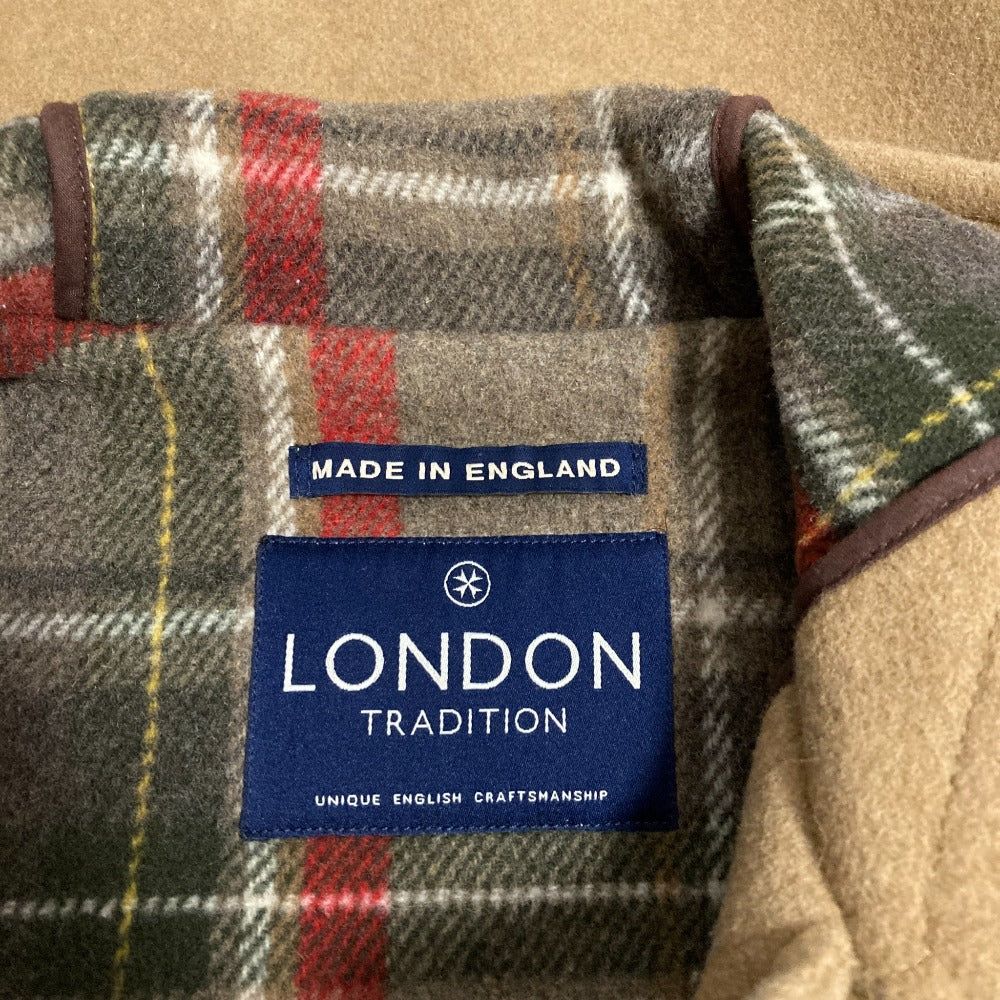 MADE IN ENGLAND
LONDON
TRADITION
UNIQUE ENGLISH CRAFTSMANSHIP